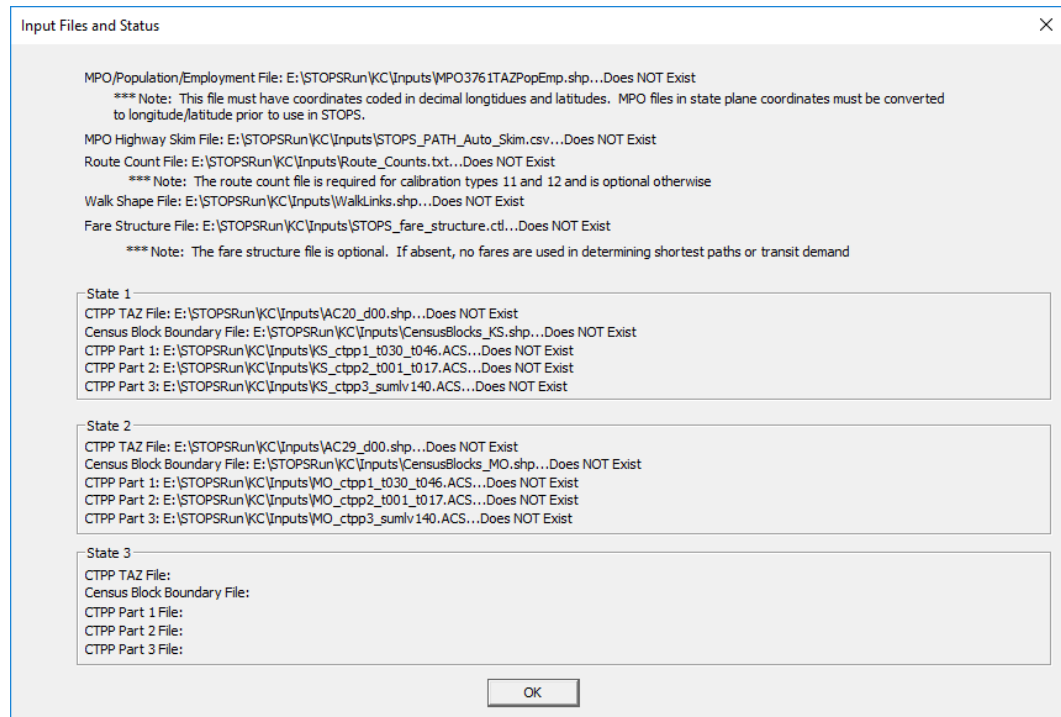 Input Files and Status
MPO/Population/Employment File: E:\STOPSRun\KC\Inputs\MPO3761TAZPopEmp.shp...Does NOT Exist
*** Note:  This file must have coordinates coded in decimal longtidues and latitudes.  MPO files in state plane coordinates must be converted
to longitude/latitude prior to use in STOPS.
MPO Highway Skim File: E:\STOPSRun\KC\Inputs\STOPS_PATH_Auto_Skim.csv...Does NOT Exist
Route Count File: E:\STOPSRun\KC\Inputs\Route_Counts.txt...Does NOT Exist
*** Note:  The route count file is required for calibration types 11 and 12 and is optional otherwise
Walk Shape File: E:\STOPSRun\KC\Inputs\WalkLinks.shp...Does NOT Exist
Fare Structure File: E:\STOPSRun\KC\Inputs\STOPS_fare_structure.ctl...Does NOT Exist
*** Note:  The fare structure file is optional.  If absent, no fares are used in determining shortest paths or transit demand
State 1
CTPP TAZ File: E:\STOPSRun\KC\Inputs\AC20_d00.shp...Does NOT Exist
Census Block Boundary File: E:\STOPSRun\KC\Inputs\CensusBlocks_KS.shp...Does NOT Exist
CTPP Part 1: E:\STOPSRun\KC\Inputs\KS_ctpp1_t030_t046.ACS...Does NOT Exist
CTPP Part 2: E:\STOPSRun\KC\Inputs\KS_ctpp2_t001_t017.ACS...Does NOT Exist
CTPP Part 3: E:\STOPSRun\KC\Inputs\KS_ctpp3_sumlv140.ACS...Does NOT Exist
State 2
CTPP TAZ File: E:\STOPSRun\KC\Inputs\AC29_d00.shp...Does NOT Exist
Census Block Boundary File: E:\STOPSRun\KC\Inputs\CensusBlocks_MO.shp...Does NOT Exist
CTPP Part 1: E:\STOPSRun\KC\Inputs\MO_ctpp1_t030_t046.ACS...Does NOT Exist
CTPP Part 2: E:\STOPSRun\KC\Inputs\MO_ctpp2_t001_t017.ACS...Does NOT Exist
CTPP Part 3: E:\STOPSRun\KC\Inputs\MO_ctpp3_sumlv140.ACS...Does NOT Exist
State 3
CTPP TAZ File:
Census Block Boundary File:
CTPP Part 1 File:
CTPP Part 2 File:
CTPP Part 3 File:
OK